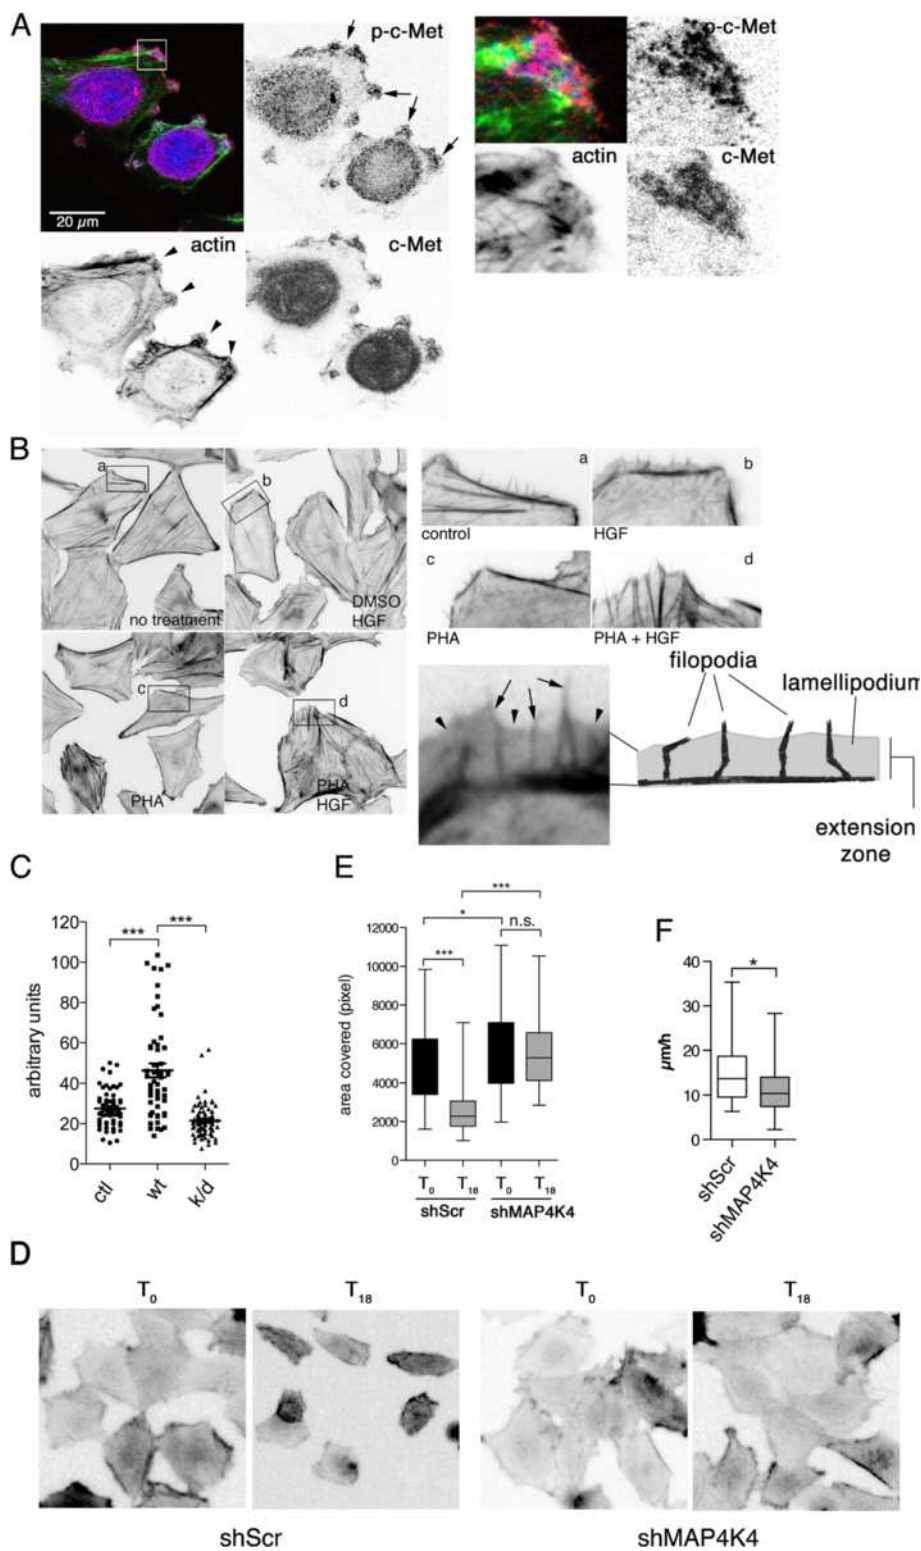 A
p-c-Met
20 µm
actin
c-Met
p-c-Met
actin
c-Met
B
a
no treatment
b
DMSO
HGF
c
PHA
d
PHA
HGF
a
control
b
HGF
c
PHA
d
PHA + HGF
filopodia
lamellipodium
extension
zone
C
arbitrary units
120
100
80
60
40
20
0
***
***
ctl
wt
k/d
E
area covered (pixel)
12000
12000
10000
8000
6000
4000
2000
0
***
*
n.s.
***
T0
T18
T0
T18
shScr
shMAP4K4
F
µm/h
40
30
20
10
0
*
shScr
shMAP4K4
D
T0
T18
T0
T18
shScr
shMAP4K4